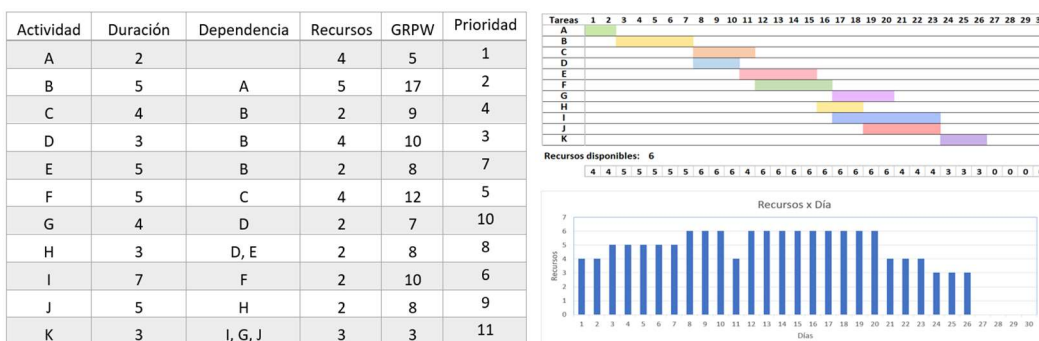 Actividad Duración Dependencia Recursos GRPW Prioridad
A 2 4 5 1
B 5 A 5 17 2
C 4 B 2 9 4
D 3 B 4 10 3
E 5 B 2 8 7
F 5 C 4 12 5
G 4 D 2 7 10
H 3 D, E 2 8 8
I 7 F 2 10 6
J 5 H 2 8 9
K 3 I, G, J 3 3 11
Tareas 1 2 3 4 5 6 7 8 9 10 11 12 13 14 15 16 17 18 19 20 21 22 23 24 25 26 27 28 29
A
B
C
D
E
F
G
H
I
J
K
Recursos disponibles: 6
4 4 5 5 5 5 5 6 6 6 4 6 6 6 6 6 6 6 6 6 4 4 4 3 3 3 0 0 0
Recursos x Día
Recursos
7
6
5
4
3
2
1
0
1 2 3 4 5 6 7 8 9 10 11 12 13 14 15 16 17 18 19 20 21 22 23 24 25 26 27 28 29 30
Días